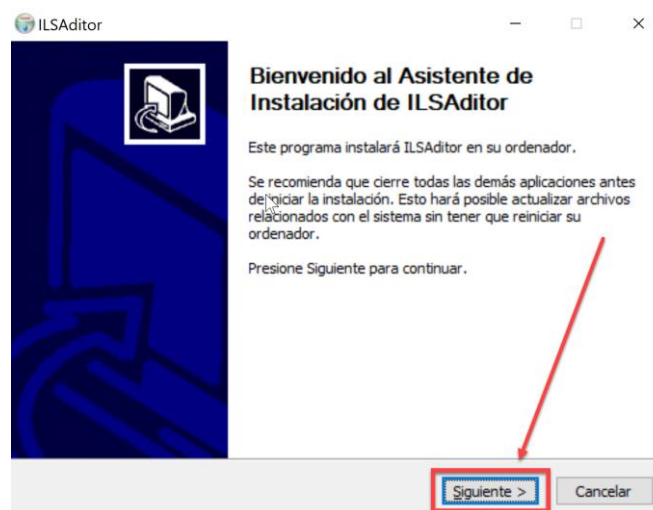 ILSAditor
Bienvenido al Asistente de
Instalación de ILSAditor
Este programa instalará ILSAditor en su ordenador.
Se recomienda que cierre todas las demás aplicaciones antes
de iniciar la instalación. Esto hará posible actualizar archivos
relacionados con el sistema sin tener que reiniciar su
ordenador.
Presione Siguiente para continuar.
Siguiente >
Cancelar